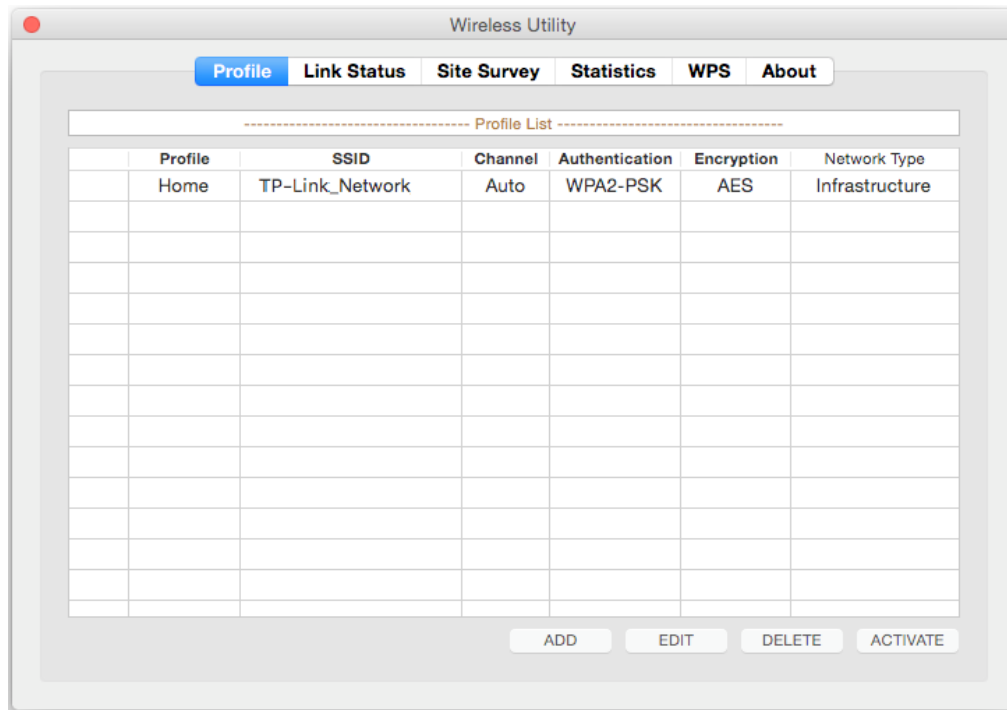 Wireless Utility
Profile Link Status Site Survey Statistics WPS About
----------------------------------- Profile List -----------------------------------
Profile SSID Channel Authentication Encryption Network Type
Home TP-Link_Network Auto WPA2-PSK AES Infrastructure
ADD EDIT DELETE ACTIVATE